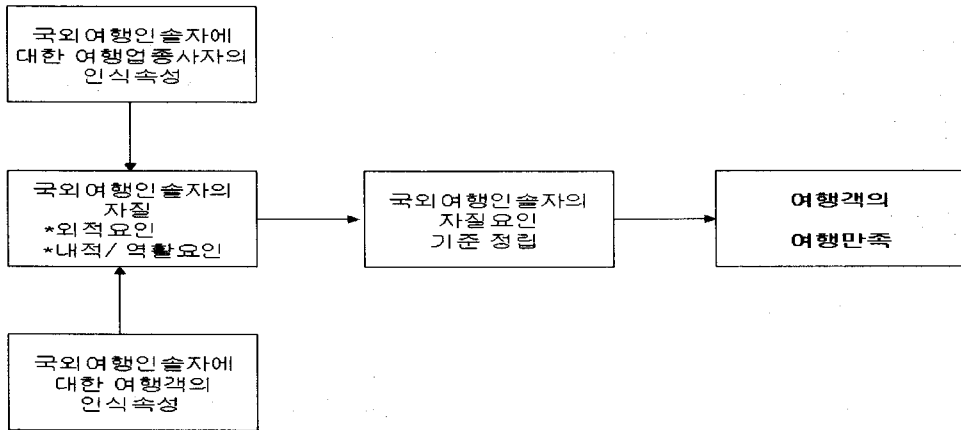 국외여행인솔자에
대한 여행업종사자의
인식속성
국외여행인솔자의
자질
*외적요인
*내적/역활요인
국외여행인솔자의
자질요인
기준 정립
여행객의
여행만족
국외여행인솔자에
대한 여행객의
인식속성